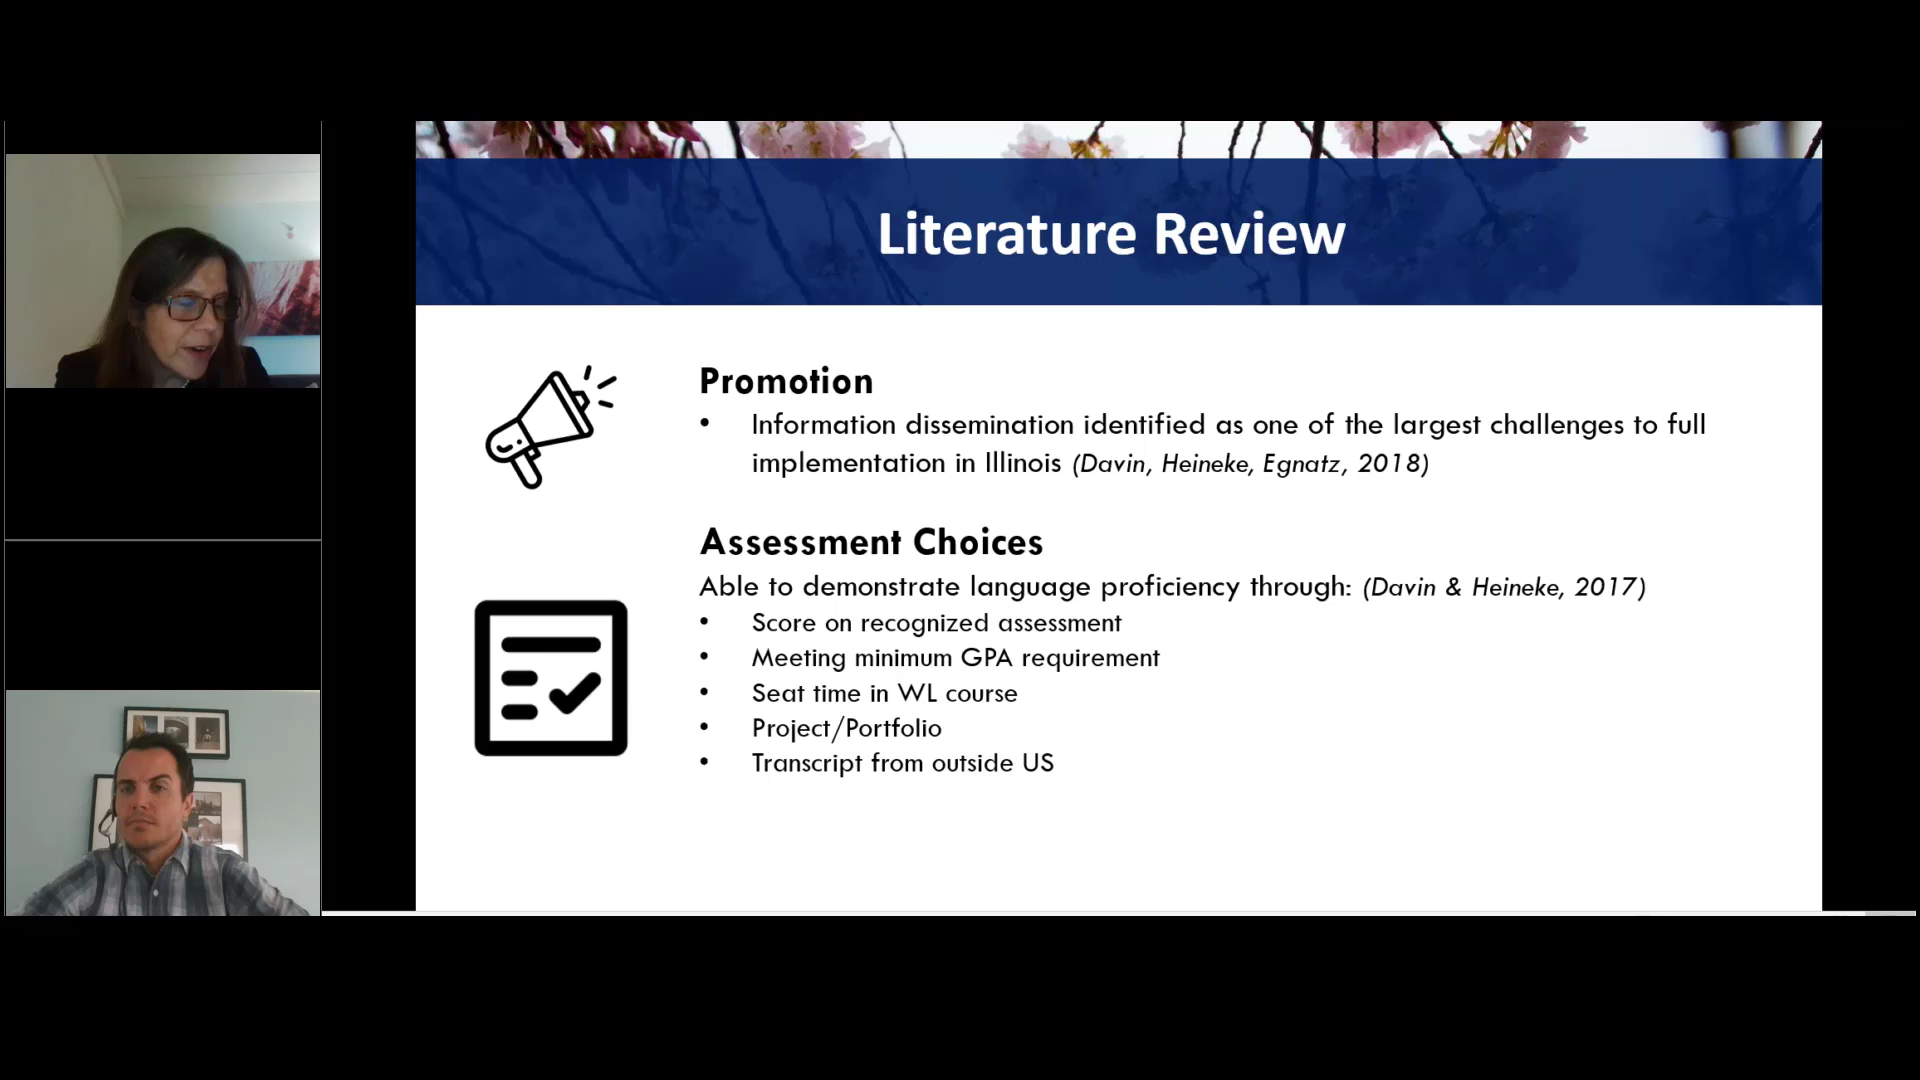 Literature Review
Promotion
• Information dissemination identified as one of the largest challenges to full
implementation in Illinois (Davin, Heineke, Egnatz, 2018)
Assessment Choices
Able to demonstrate language proficiency through: (Davin & Heineke, 2017)
• Score on recognized assessment
• Meeting minimum GPA requirement
• Seat time in WL course
• Project/Portfolio
• Transcript from outside US